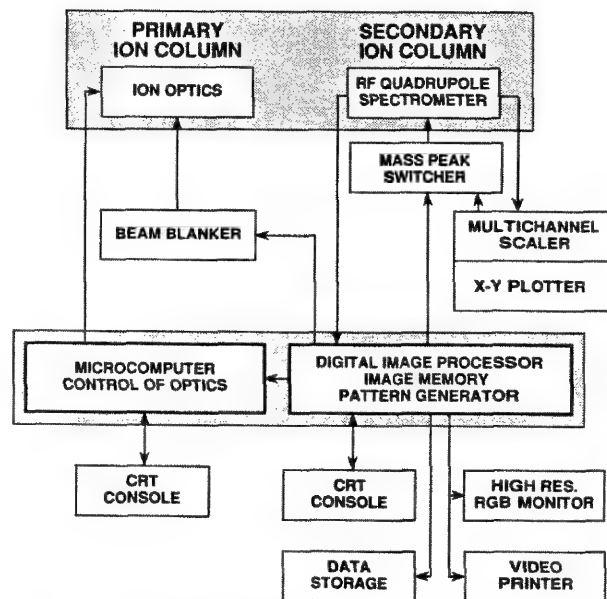 PRIMARY
ION COLUMN
SECONDARY
ION COLUMN
ION OPTICS
RF QUADRUPOLE
SPECTROMETER
MASS PEAK
SWITCHER
BEAM BLANKER
MULTICHANNEL
SCALER
X-Y PLOTTER
MICROCOMPUTER
CONTROL OF OPTICS
DIGITAL IMAGE PROCESSOR
IMAGE MEMORY
PATTERN GENERATOR
CRT
CONSOLE
CRT
CONSOLE
HIGH RES.
RGB MONITOR
DATA
STORAGE
VIDEO
PRINTER